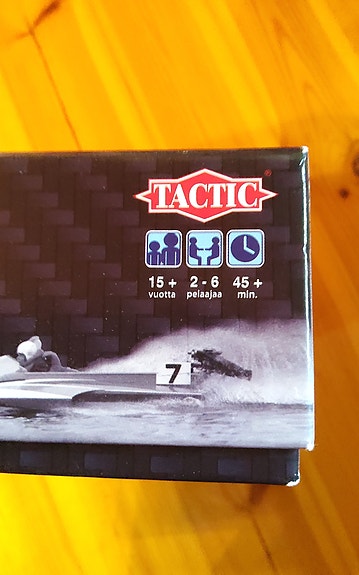 TACTIC®
15+ 2-6 45+
vuotta pelaajaa min.
7